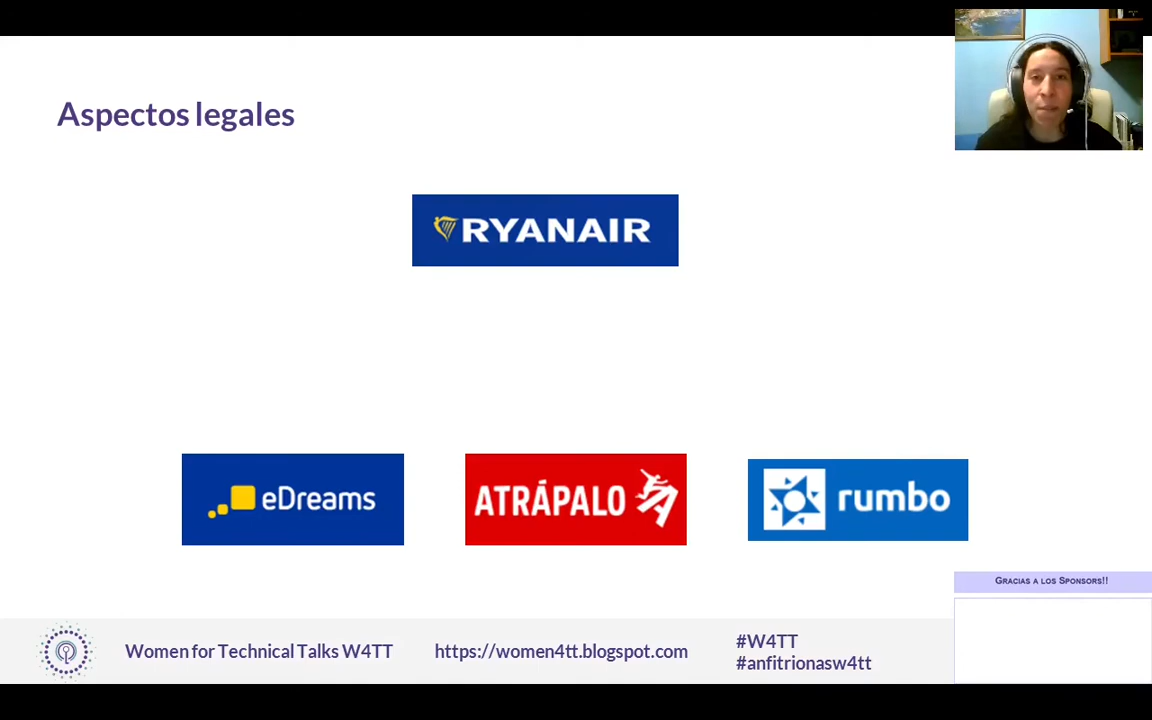 Aspectos legales
RYANAIR
eDreams
ATRÁPALO
rumbo
GRACIAS A LOS SPONSORS!!
Women for Technical Talks W4TT
https://women4tt.blogspot.com
#W4TT
#anfitrionasw4tt